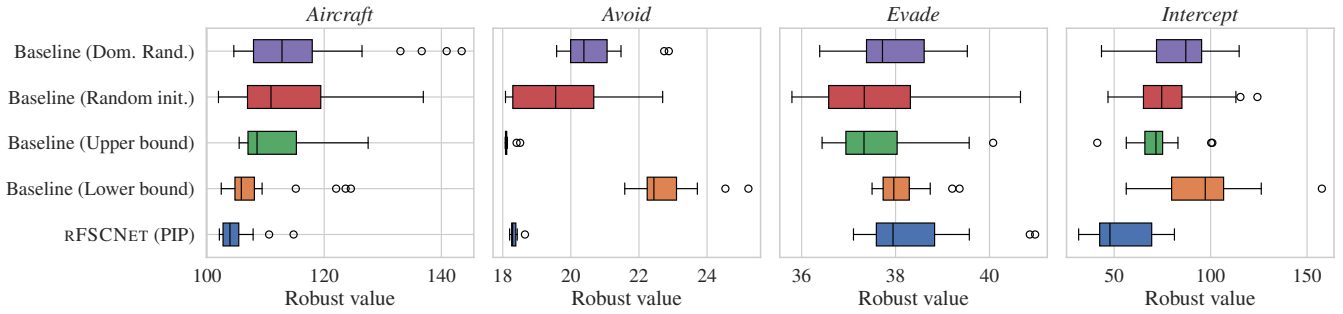 Aircraft Avoid Evade Intercept
Baseline (Dom. Rand.)
Baseline (Random init.)
Baseline (Upper bound)
Baseline (Lower bound)
RFSCNET (PIP)
100 120 140 18 20 22 24 36 38 40 50 100 150
Robust value Robust value Robust value Robust value